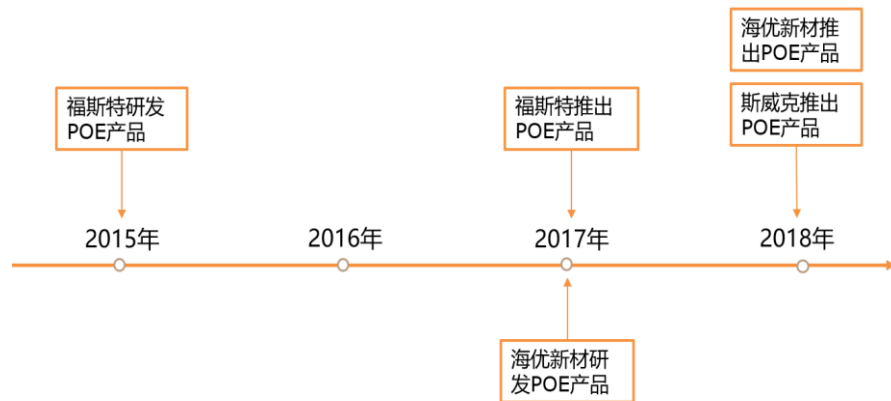 海优新材推
出POE产品
福斯特研发
POE产品
福斯特推出
POE产品
斯威克推出
POE产品
2015年
2016年
2017年
2018年
海优新材研
发POE产品